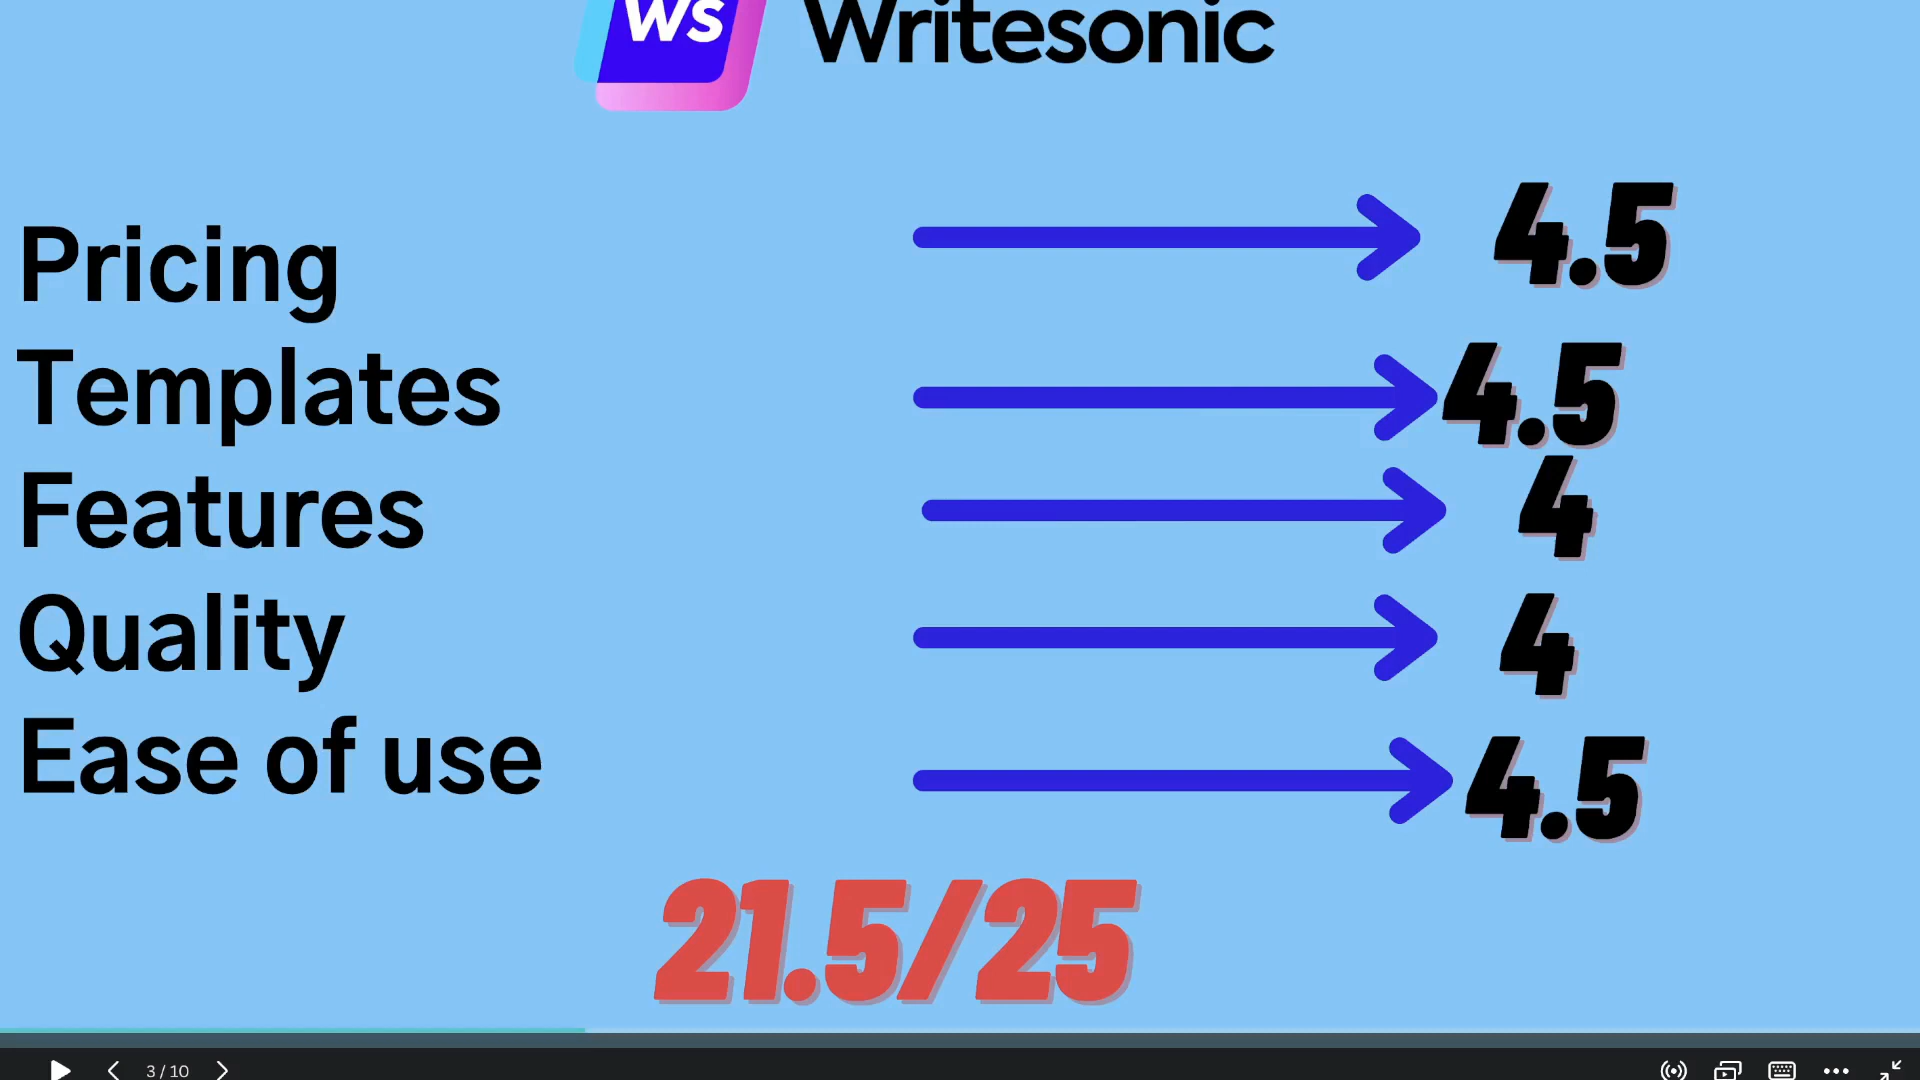 WS Writesonic
Pricing 4.5
Templates 4.5
Features 4
Quality 4
Ease of use 4.5
21.5/25
3 / 10